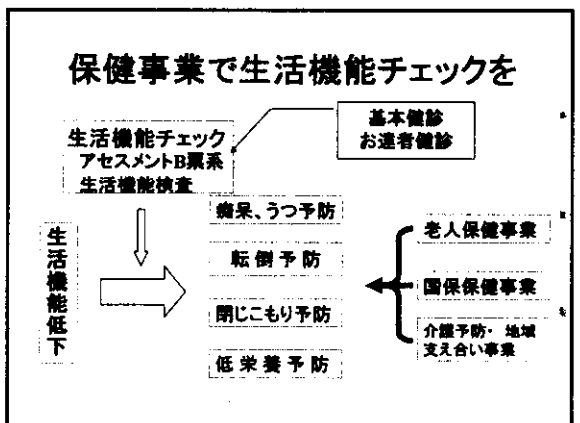 保健事業で生活機能チェックを
基本健診
お達者健診
生活機能チェック
アセスメントB票系
生活機能検査
痴呆、うつ予防
転倒予防
閉じこもり予防
低栄養予防
生活機能低下
老人保健事業
国保保健事業
介護予防・地域
支え合い事業